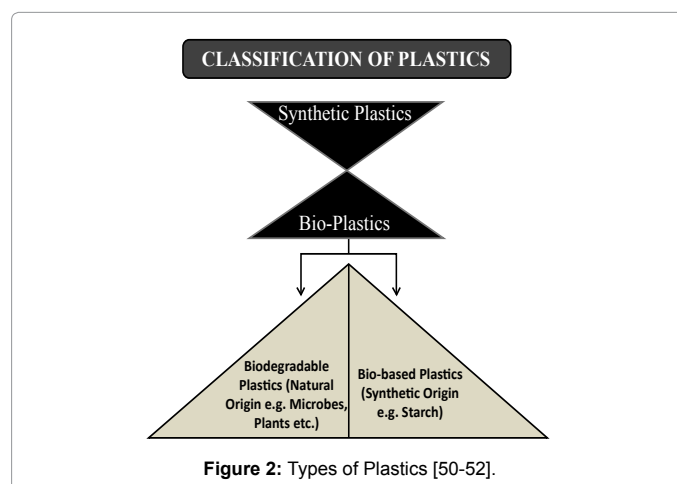 CLASSIFICATION OF PLASTICS
Synthetic Plastics
Bio-Plastics
Biodegradable
Plastics (Natural
Origin e.g. Microbes,
Plants etc.)
Bio-based Plastics
(Synthetic Origin
e.g. Starch)
Figure 2: Types of Plastics [50-52].